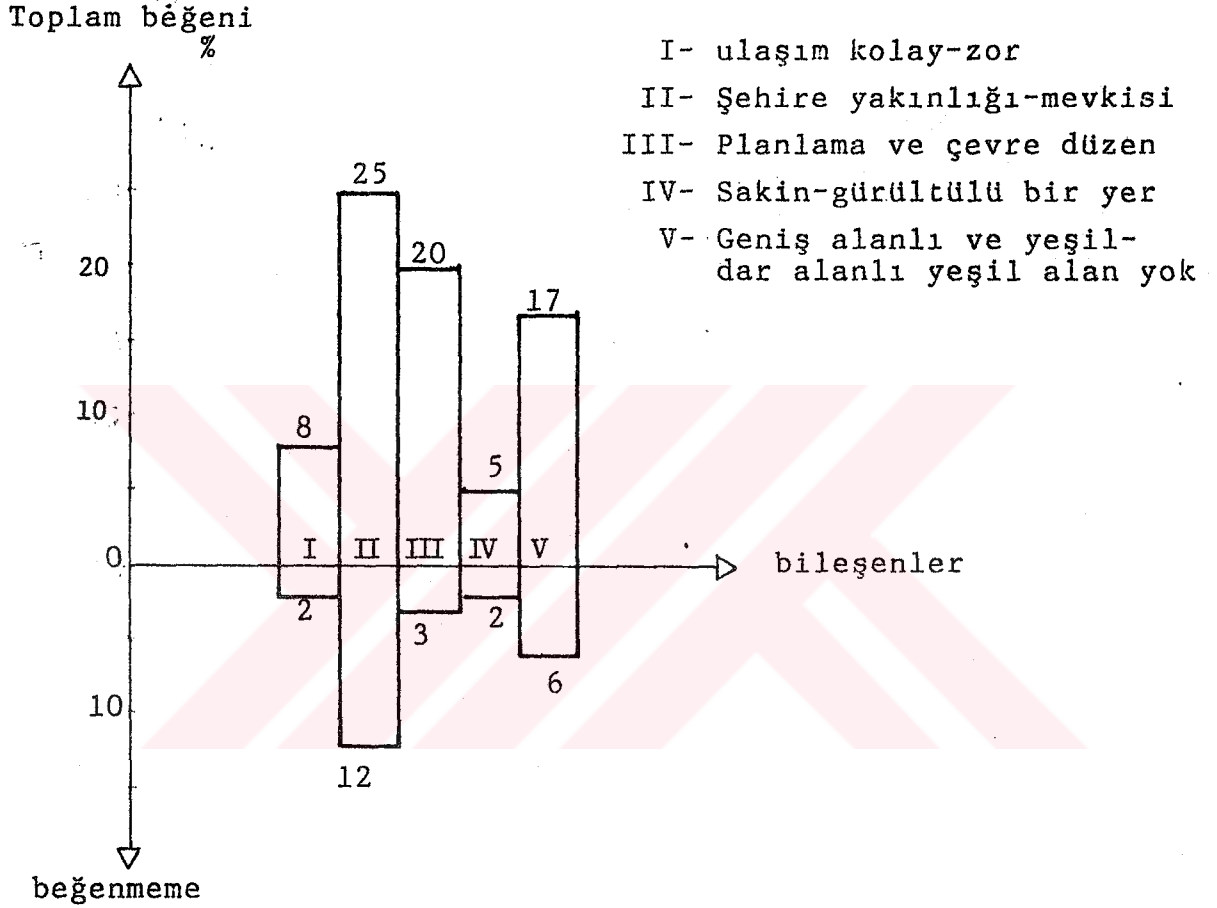 Toplam beğeni
%
I- ulaşım kolay-zor
II- Şehire yakınlığı-mevkisi
III- Planlama ve çevre düzen
IV- Sakin-gürültülü bir yer
V- Geniş alanlı ve yeşil-
dar alanlı yeşil alan yok
25
20
20
17
10
8
5
0
I
II
III
IV
V
bileşenler
2
3
2
6
10
12
beğenmeme